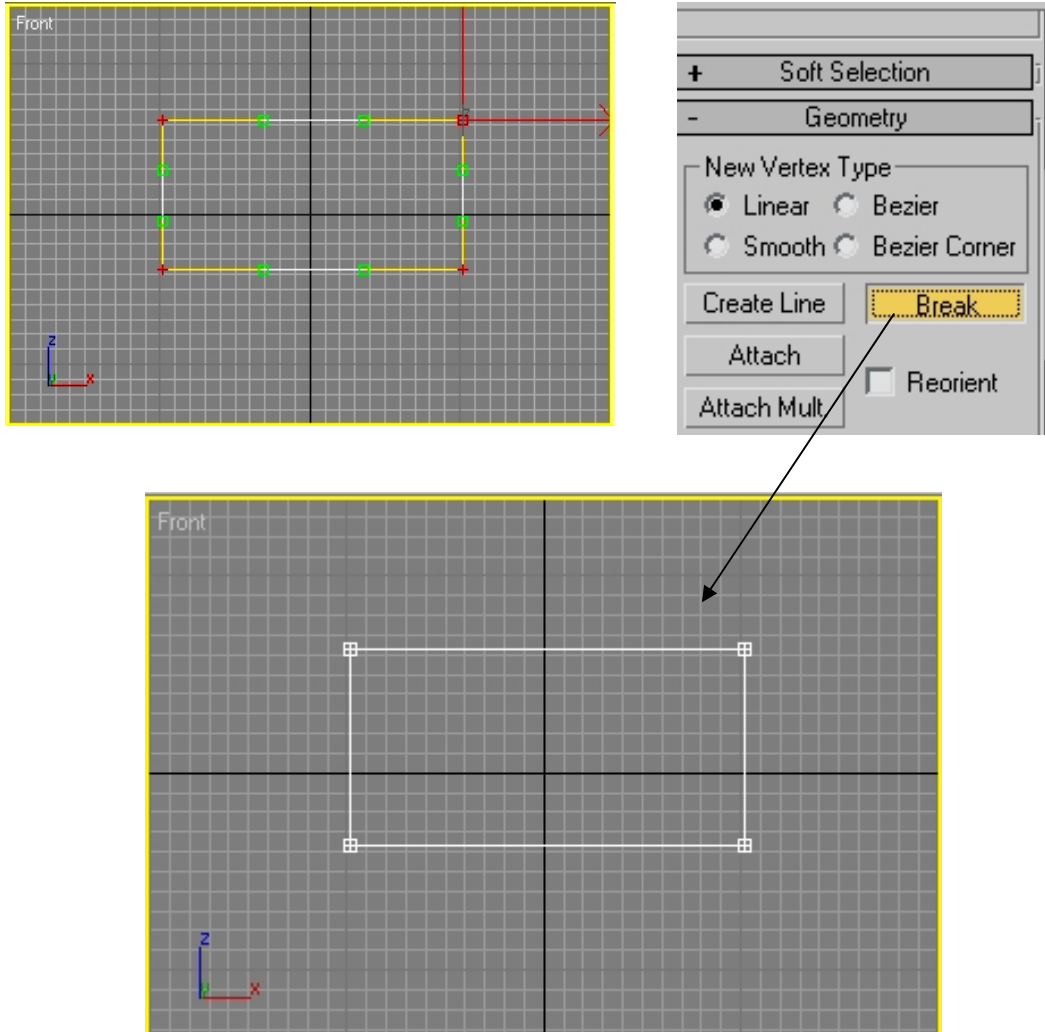 Front
z
y x
+ Soft Selection
- Geometry
New Vertex Type
Linear Bezier
Smooth Bezier Corner
Create Line Break
Attach
Reorient
Attach Mult.
Front
z
y x